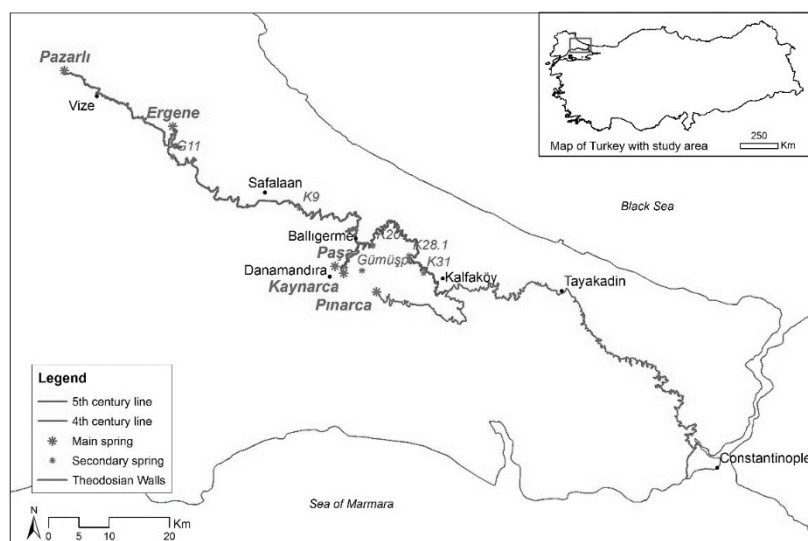 Pazarlı
Vize
Ergene
G11
Safalaan
K9
Ballıgerme
K20
K28.1
Paşa
Gümüşpı
K31
Danamandıra
Kaynarca
Pınarca
Kalfaköy
Tayakadin
Constantinople
Black Sea
Sea of Marmara
Map of Turkey with study area
250
Km
Legend
5th century line
4th century line
Main spring
Secondary spring
Theodosian Walls
N
Km
0 5 10 20